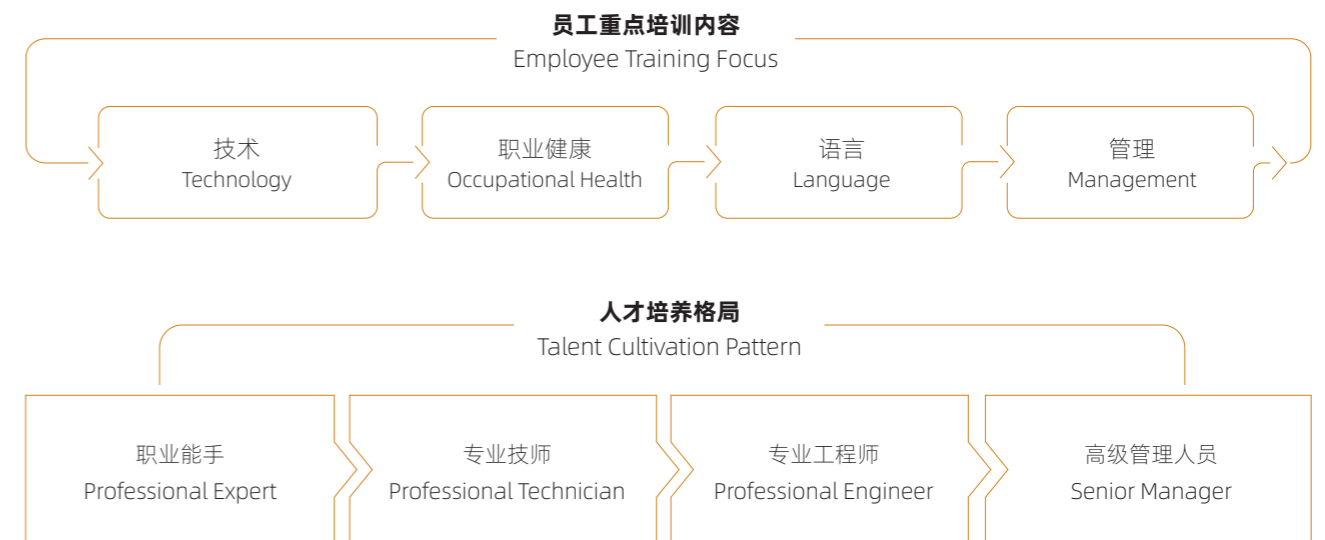 员工重点培训内容
Employee Training Focus
技术
Technology
职业健康
Occupational Health
语言
Language
管理
Management
人才培养格局
Talent Cultivation Pattern
职业能手
Professional Expert
专业技师
Professional Technician
专业工程师
Professional Engineer
高级管理人员
Senior Manager